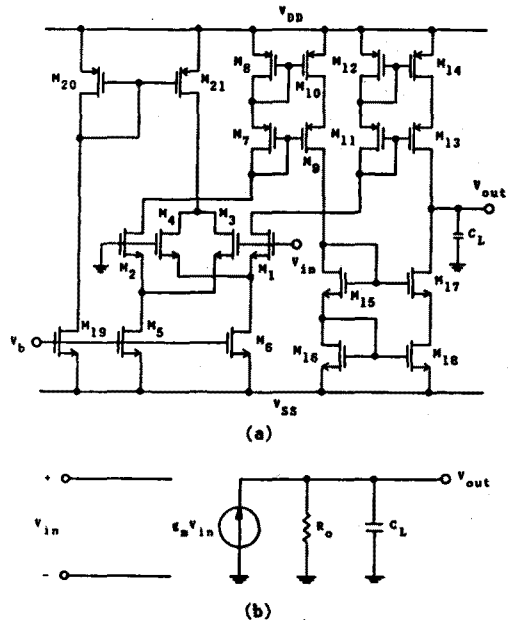 V_DD
M_20
M_21
M_8
M_10
M_12
M_14
M_7
M_9
M_11
M_13
V_out
C_L
M_4
M_3
M_2
M_1
V_in
M_15
M_17
M_19
M_5
M_6
V_b
M_16
M_18
V_SS
(a)
+
V_in
-
g_m V_in
R_o
C_L
V_out
(b)